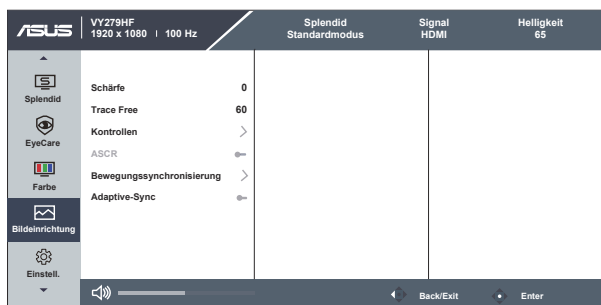 ASUS
VY279HF
1920 x 1080 | 100 Hz
Splendid
Standardmodus
Signal
HDMI
Helligkeit
65
Splendid
EyeCare
Farbe
Bildeinrichtung
Einstell.
Schärfe 0
Trace Free 60
Kontrollen
ASCR
Bewegungssynchronisierung
Adaptive-Sync
Back/Exit
Enter